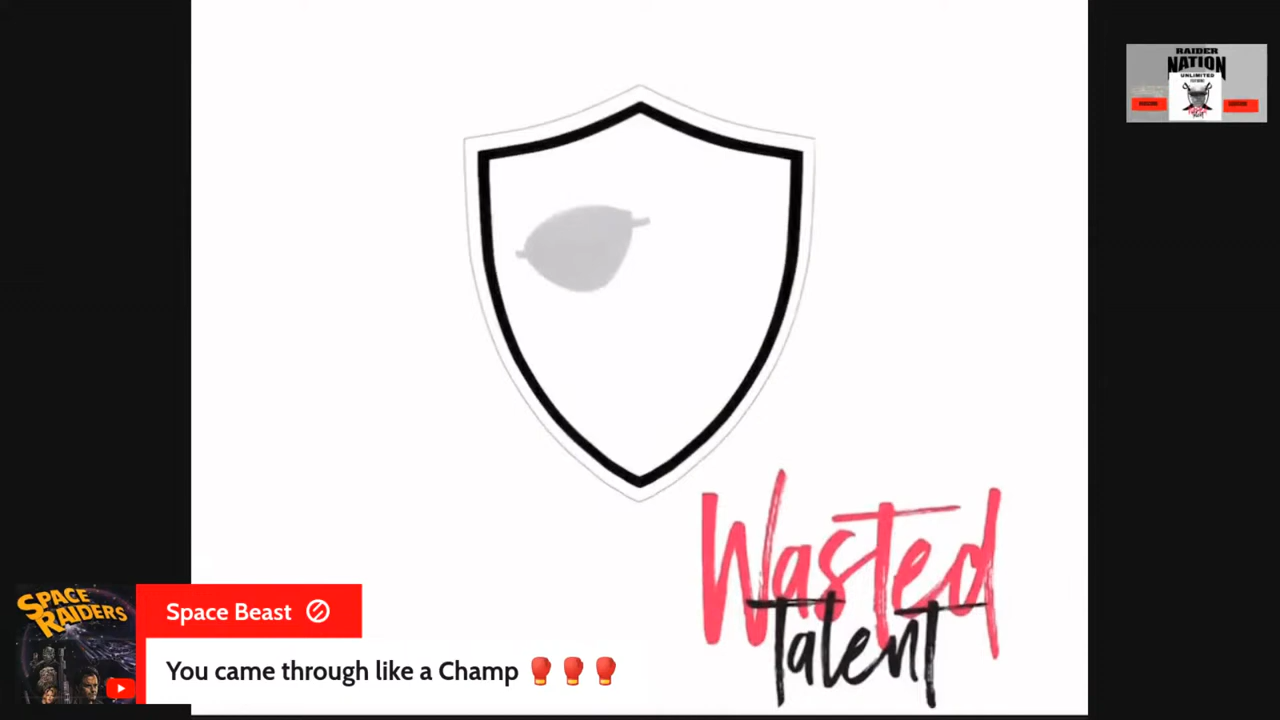 RAIDER
NATION
UNLIMITED
Wasted
Talent
SPACE
RAIDERS
Space Beast
You came through like a Champ 🥊🥊🥊